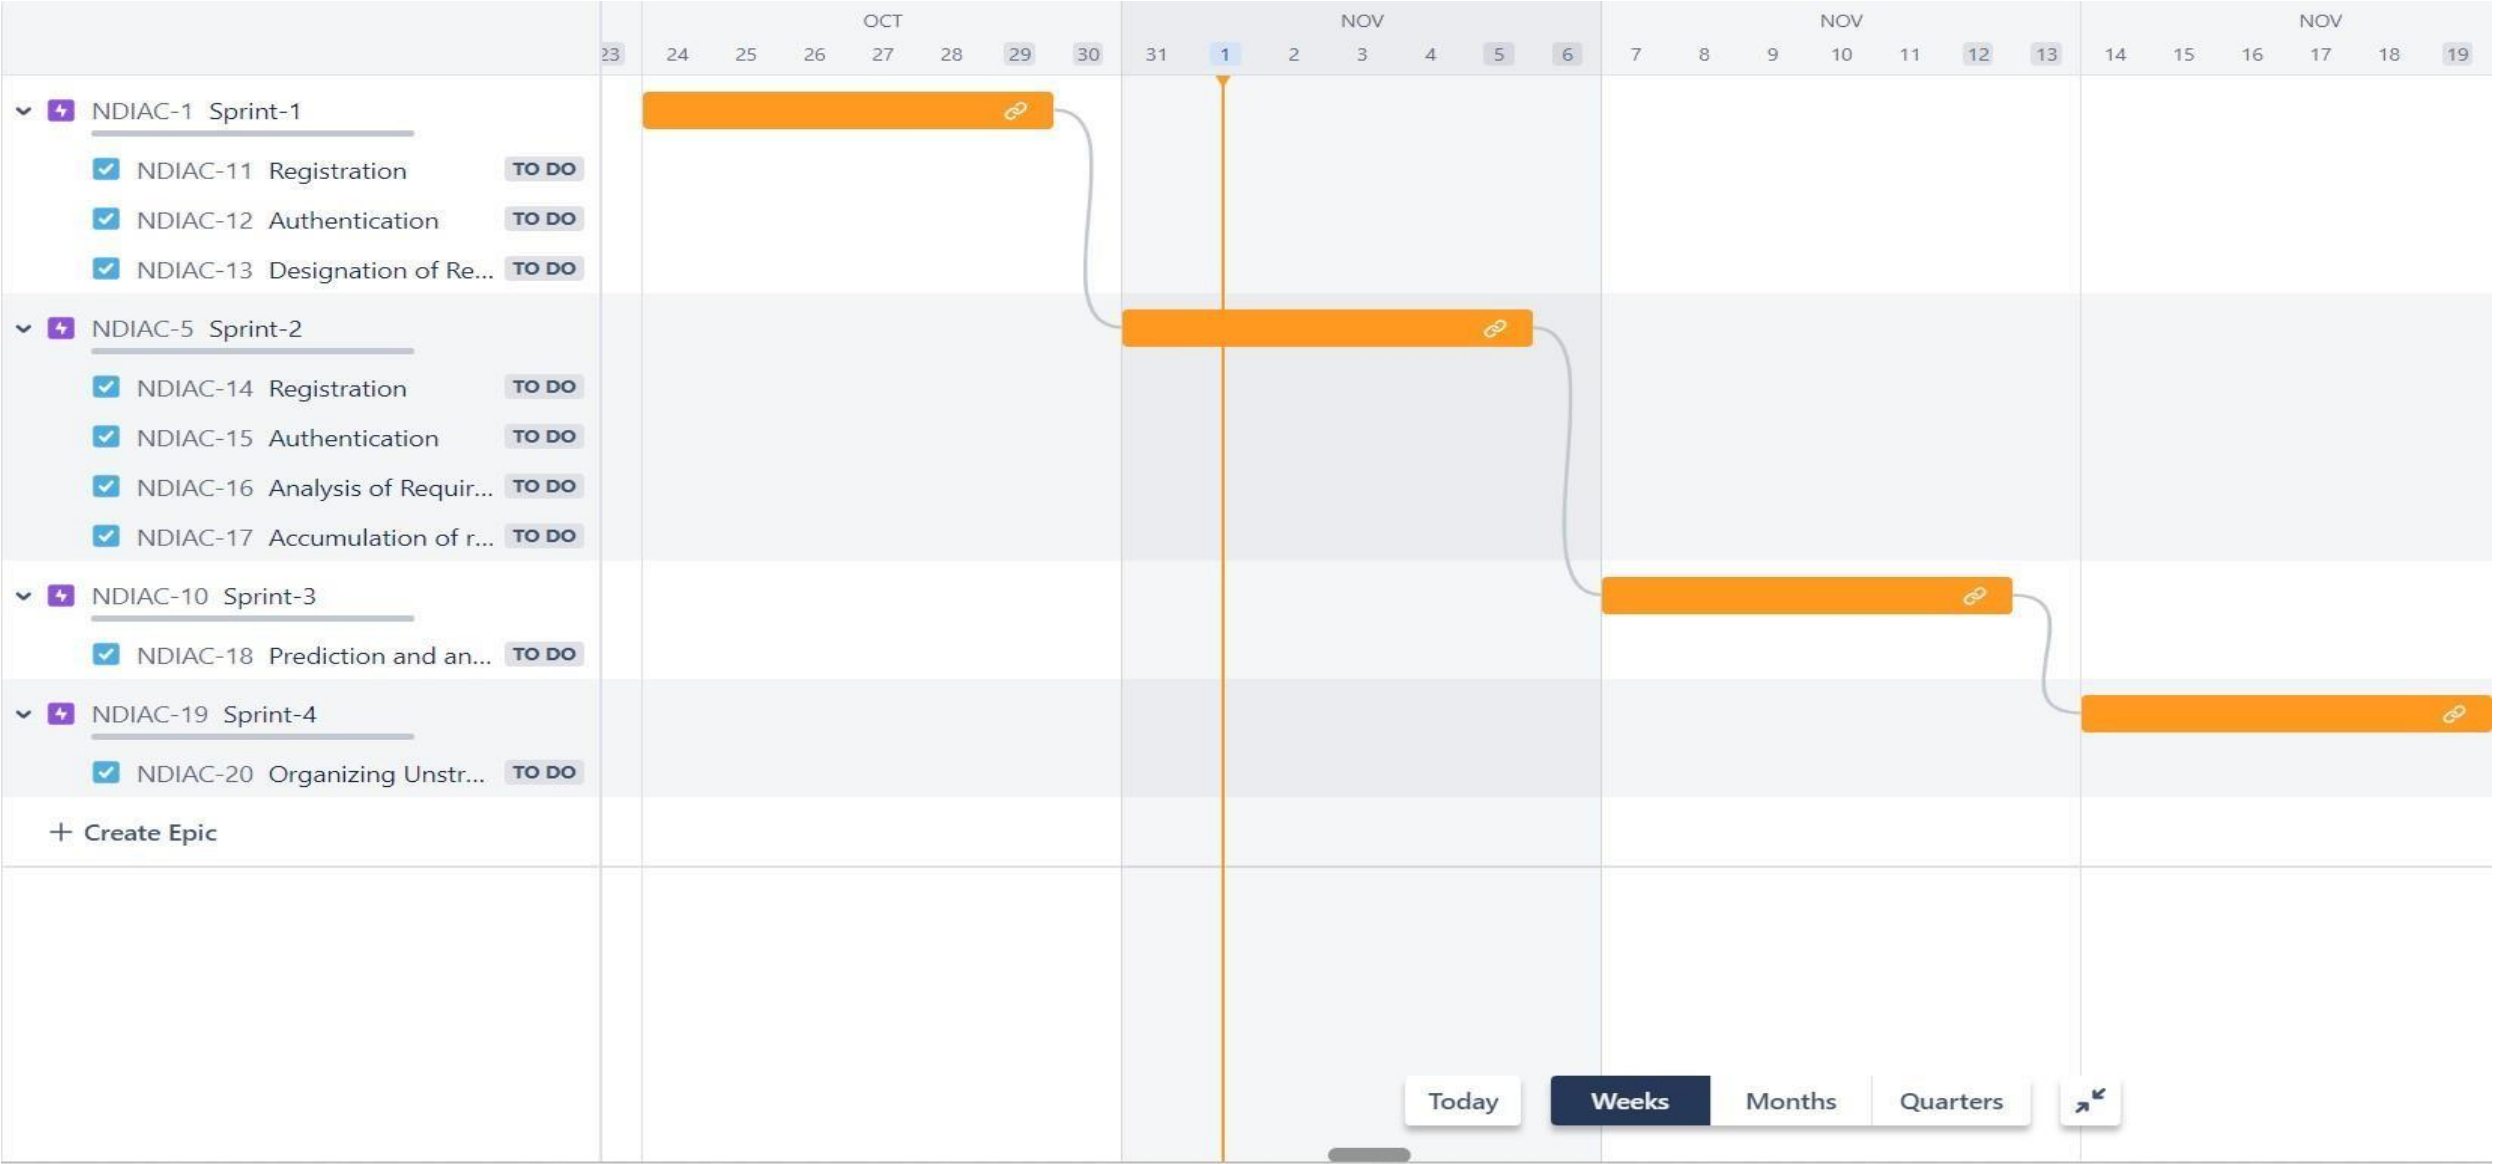 OCT NOV NOV NOV
23 24 25 26 27 28 29 30 31 1 2 3 4 5 6 7 8 9 10 11 12 13 14 15 16 17 18 19
NDIAC-1 Sprint-1
NDIAC-11 Registration TO DO
NDIAC-12 Authentication TO DO
NDIAC-13 Designation of Re... TO DO
NDIAC-5 Sprint-2
NDIAC-14 Registration TO DO
NDIAC-15 Authentication TO DO
NDIAC-16 Analysis of Requir... TO DO
NDIAC-17 Accumulation of r... TO DO
NDIAC-10 Sprint-3
NDIAC-18 Prediction and an... TO DO
NDIAC-19 Sprint-4
NDIAC-20 Organizing Unstr... TO DO
+ Create Epic
Today Weeks Months Quarters